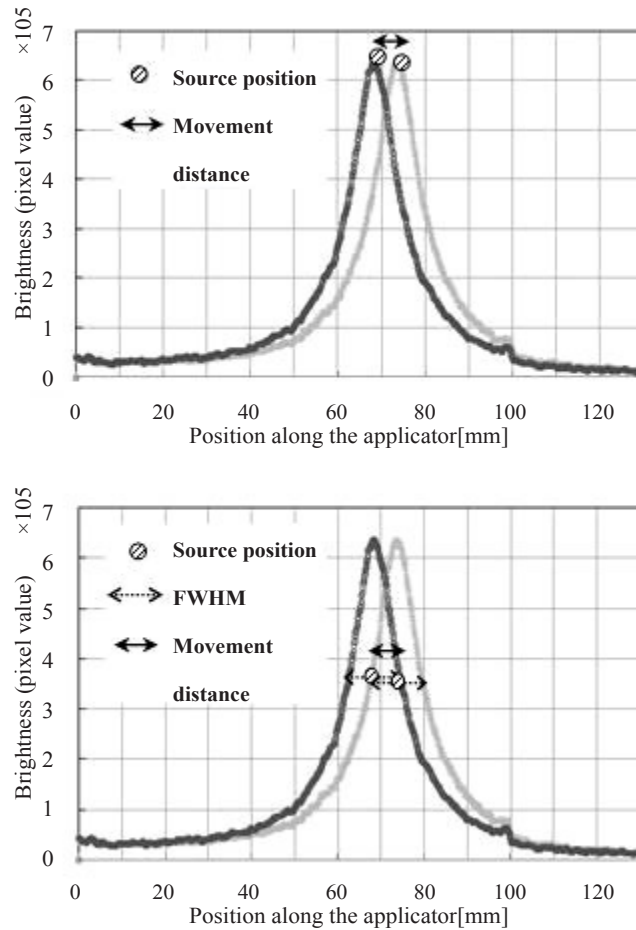 ×105
7
Source position
6
5
Movement
4
distance
3
2
1
0
Brightness (pixel value)
0 20 40 60 80 100 120
Position along the applicator[mm]
×105
7
Source position
6
FWHM
5
Movement
4
distance
3
2
1
0
Brightness (pixel value)
0 20 40 60 80 100 120
Position along the applicator[mm]